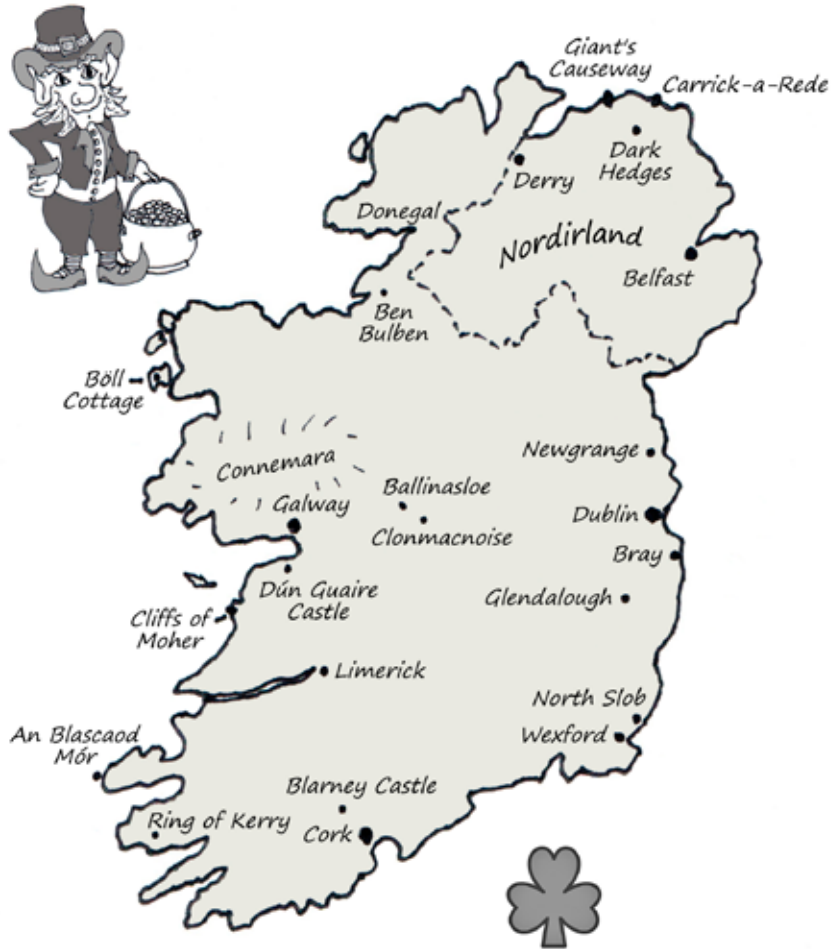 Giant's
Causeway
Carrick-a-Rede
Dark
Hedges
Derry
Donegal
Nordirland
Belfast
Ben
Bulben
Böll
Cottage
Newgrange
Connemara
Ballinasloe
Galway
Dublin
Clonmacnoise
Bray
Dún Guaire
Castle
Glendalough
Cliffs of
Moher
Limerick
North Slob
Wexford
An Blascaod
Mór
Blarney Castle
Ring of Kerry
Cork